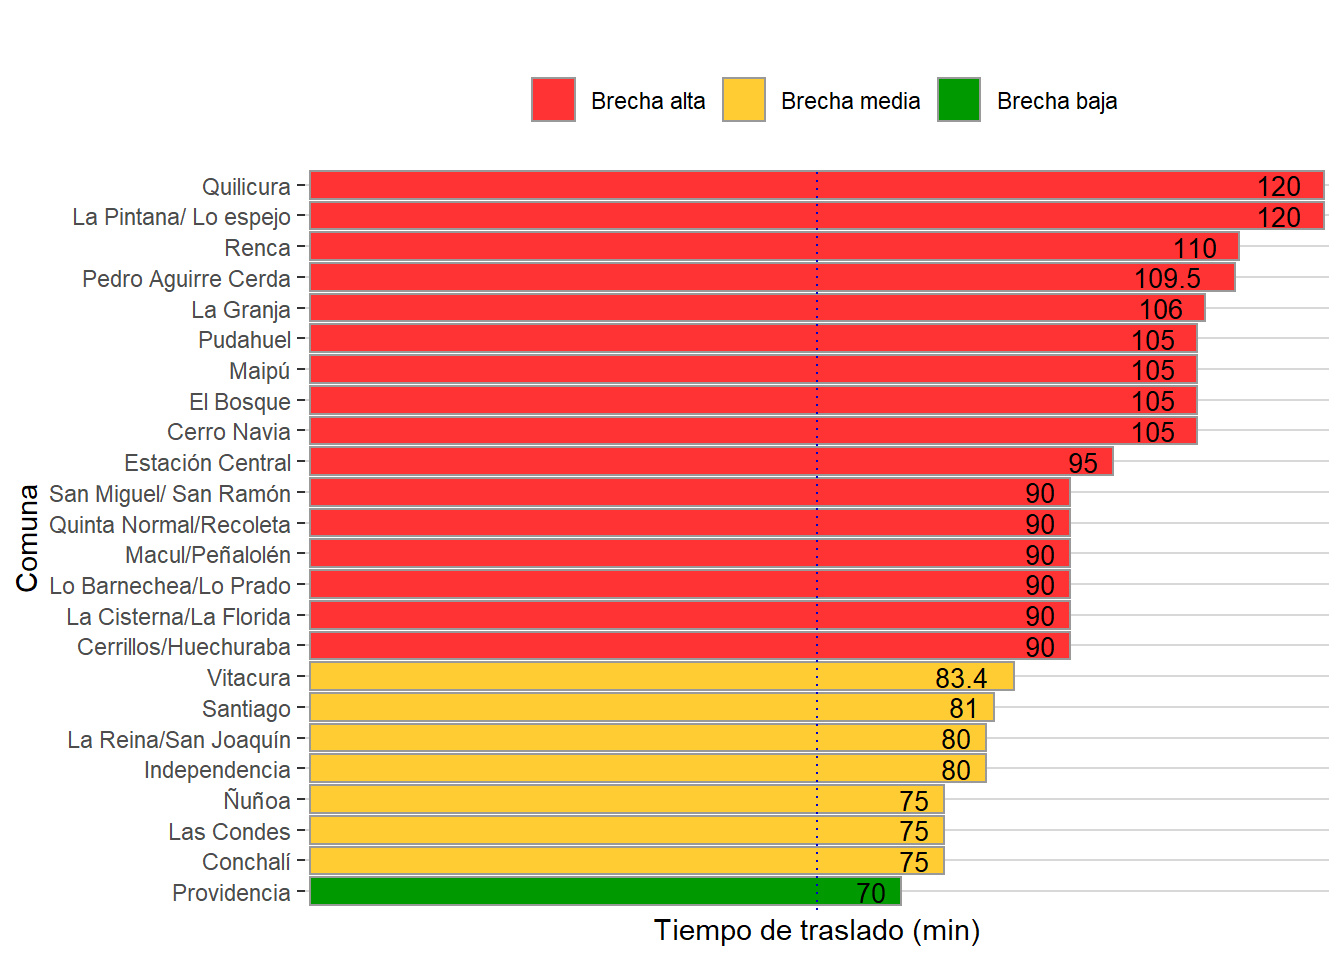 Brecha alta Brecha media Brecha baja
Quilicura 120
La Pintana/ Lo espejo 120
Renca 110
Pedro Aguirre Cerda 109.5
La Granja 106
Pudahuel 105
Maipú 105
El Bosque 105
Cerro Navia 105
Estación Central 95
San Miguel/ San Ramón 90
Quinta Normal/Recoleta 90
Macul/Peñalolén 90
Lo Barnechea/Lo Prado 90
La Cisterna/La Florida 90
Cerrillos/Huechuraba 90
Vitacura 83.4
Santiago 81
La Reina/San Joaquín 80
Independencia 80
Ñuñoa 75
Las Condes 75
Conchalí 75
Providencia 70
Comuna
Tiempo de traslado (min)